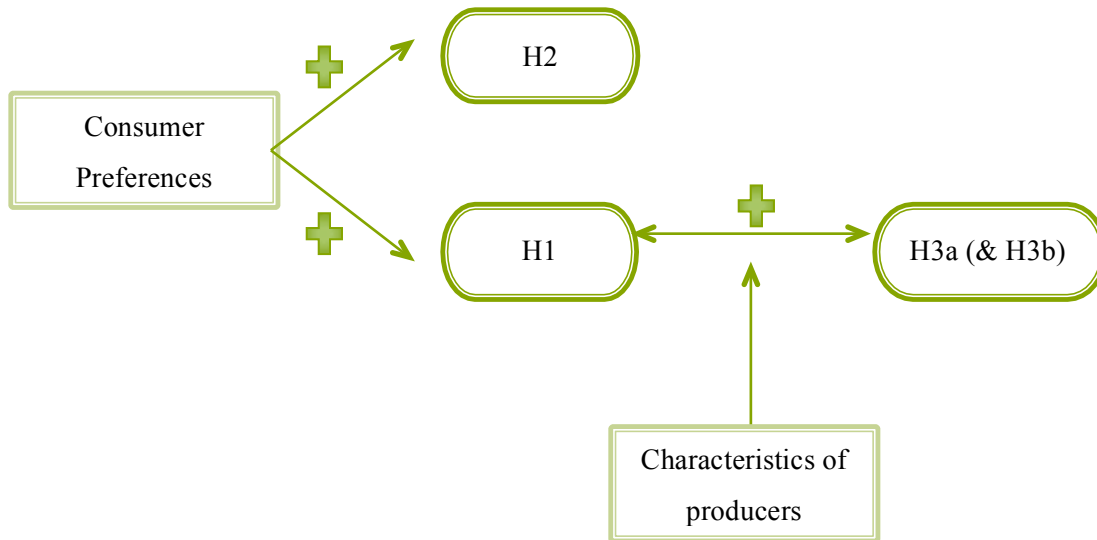 H2
Consumer
Preferences
H1
H3a (& H3b)
Characteristics of
producers